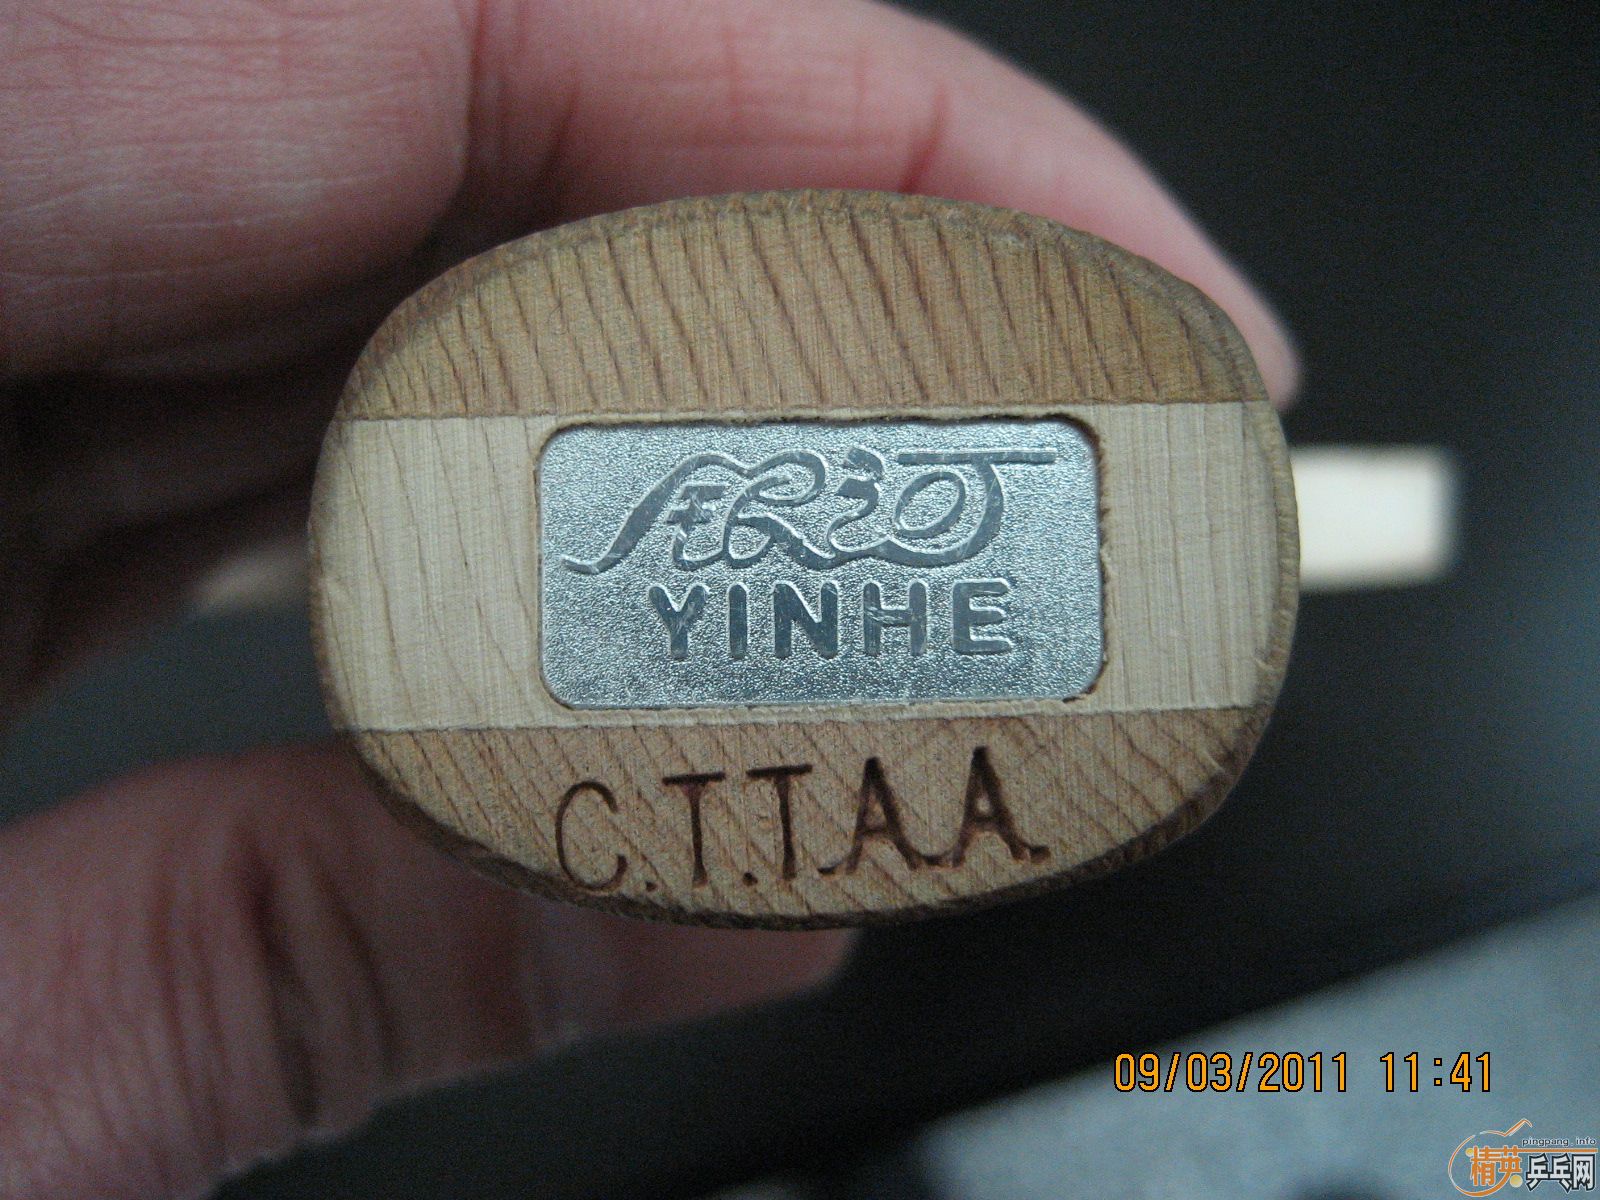 银河
YINHE
C.T.T.A.A.
09/03/2011 11:41
pingpang.info
精英乒乓网